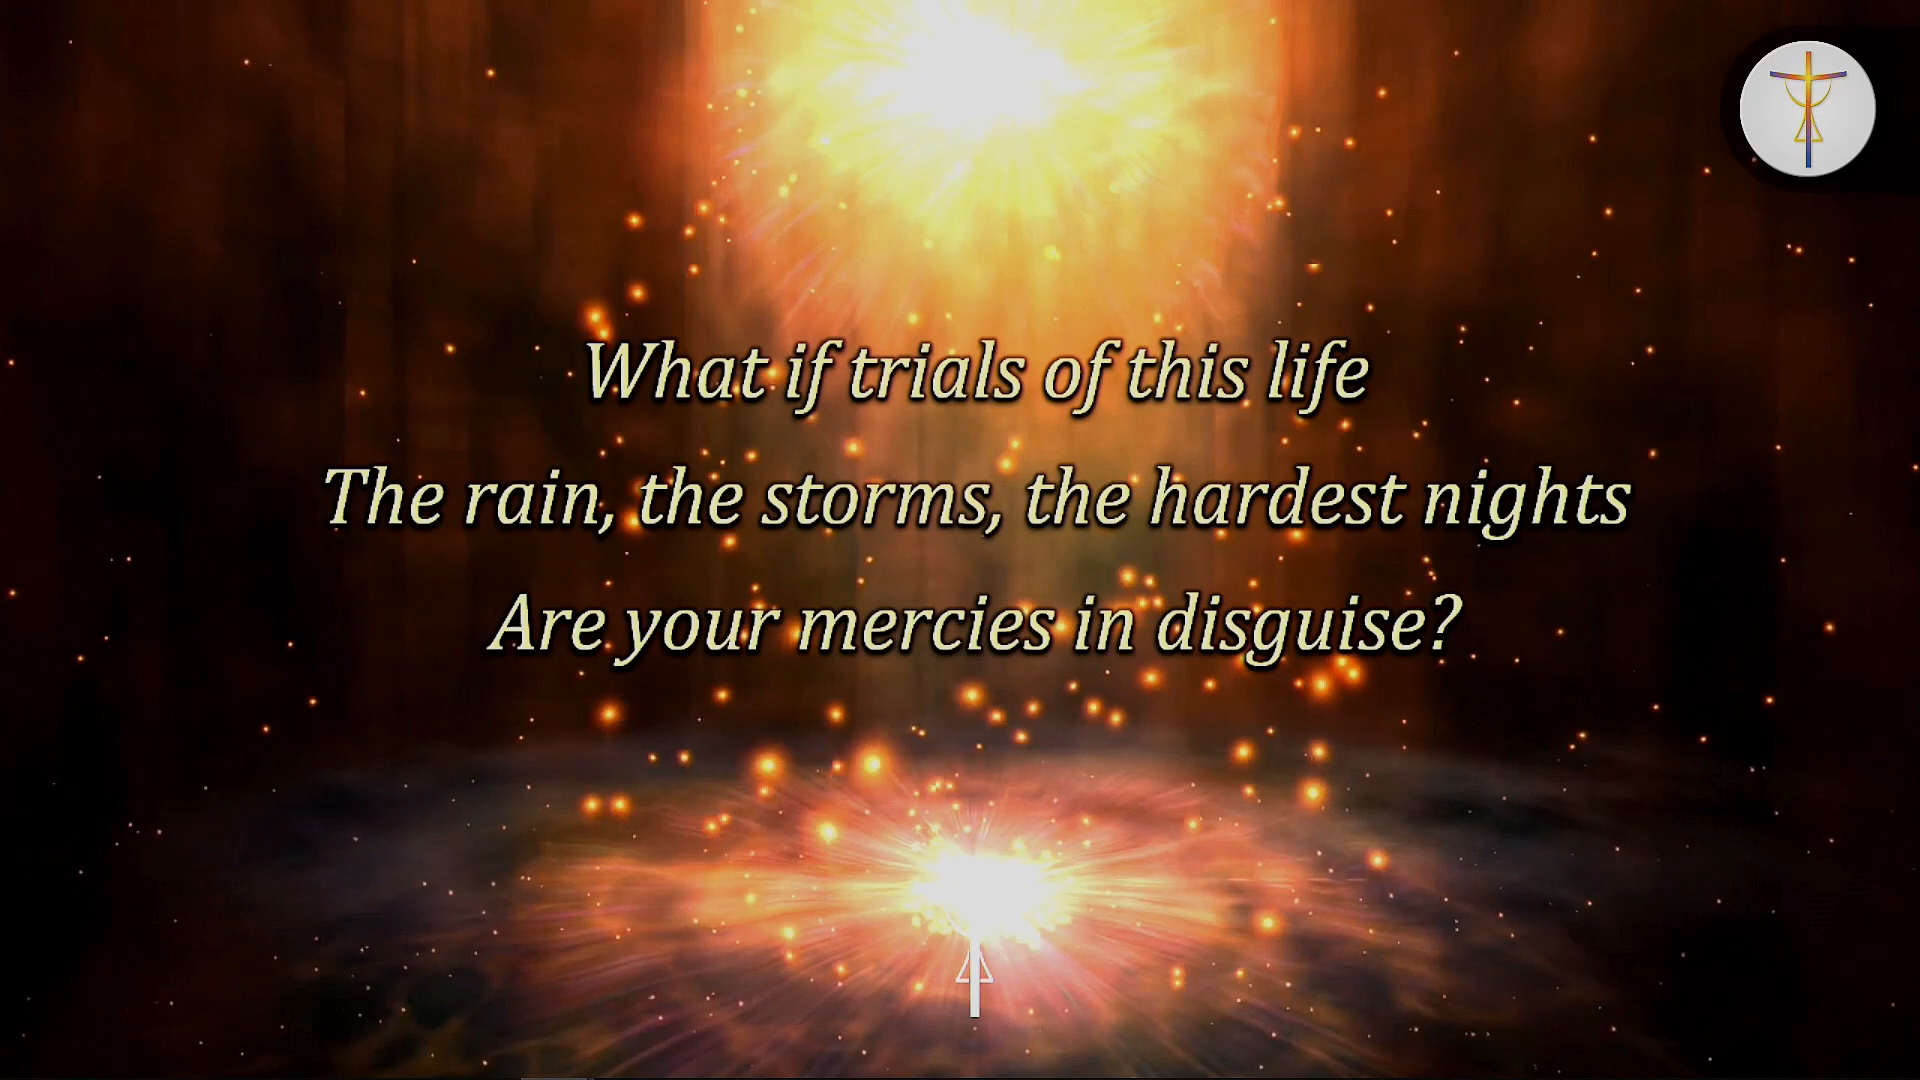 What if trials of this life
The rain, the storms, the hardest nights
Are your mercies in disguise?